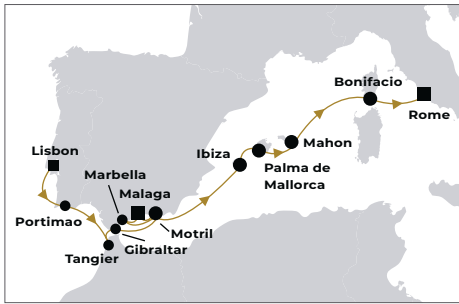 Bonifacio
Rome
Mahon
Ibiza
Palma de
Mallorca
Lisbon
Marbella
Malaga
Portimao
Motril
Gibraltar
Tangier